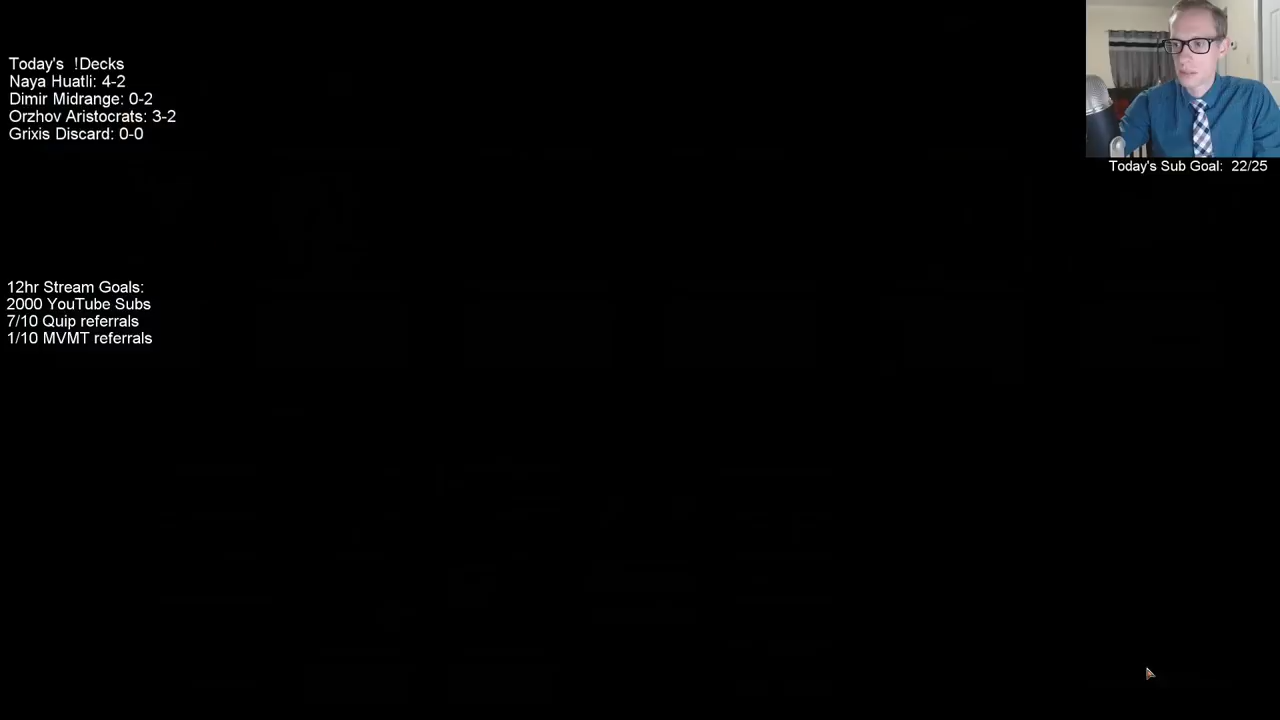 Today's !Decks
Naya Huatli: 4-2
Dimir Midrange: 0-2
Orzhov Aristocrats: 3-2
Grixis Discard: 0-0
Today's Sub Goal: 22/25
12hr Stream Goals:
2000 YouTube Subs
7/10 Quip referrals
1/10 MVMT referrals